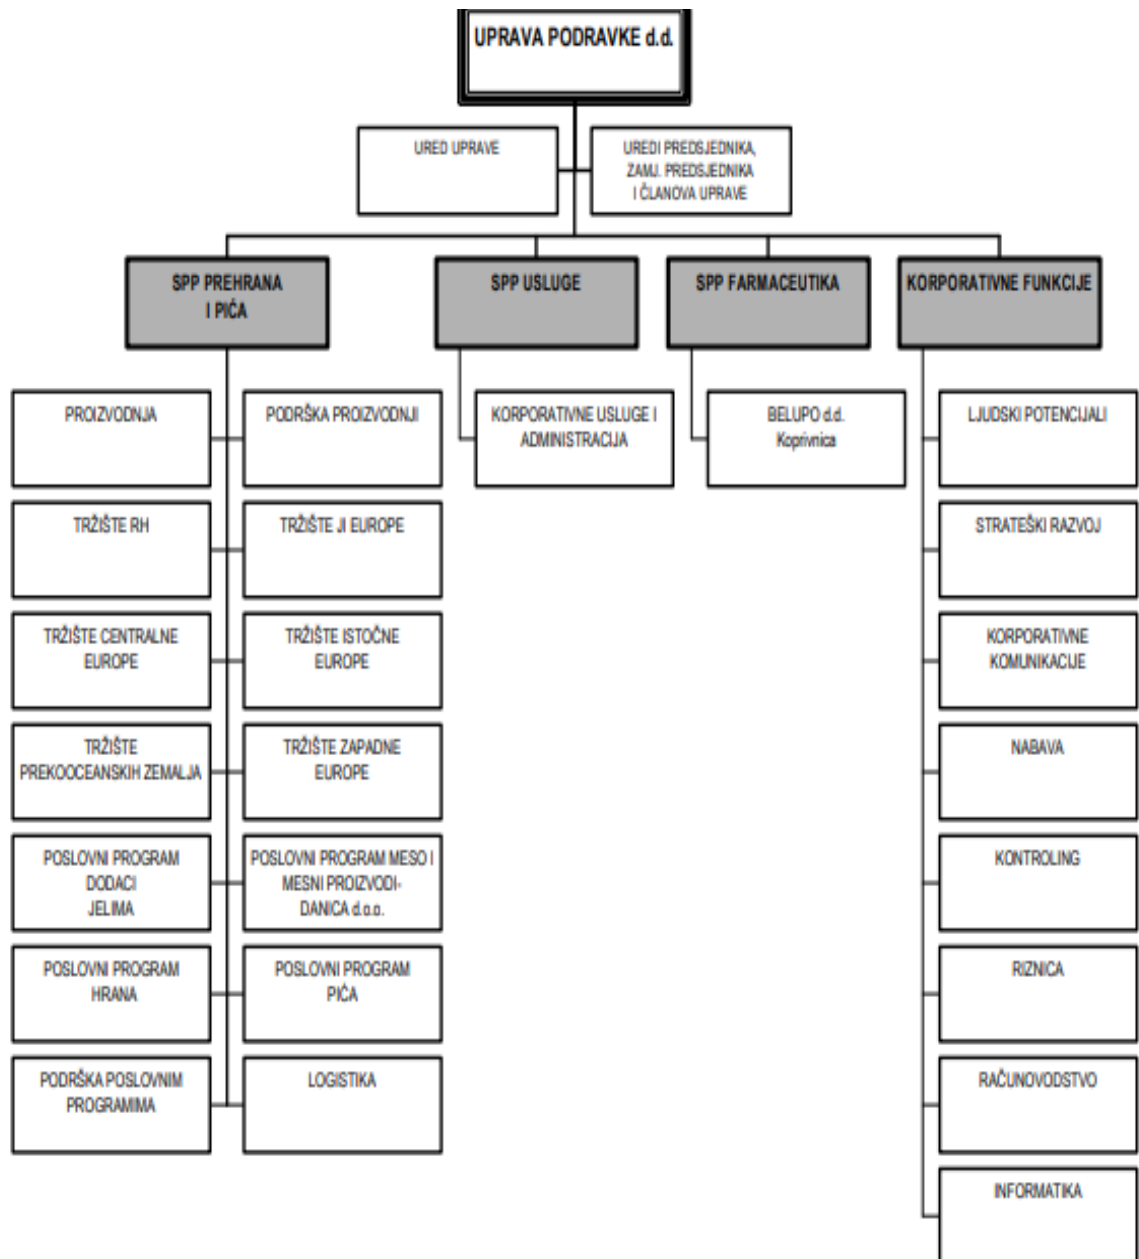 UPRAVA PODRAVKE d.d.
URED UPRAVE
UREDI PREDSJEDNIKA,
ZAMJ. PREDSJEDNIKA
I ČLANOVA UPRAVE
SPP PREHRANA
I PIĆA
SPP USLUGE
SPP FARMACEUTIKA
KORPORATIVNE FUNKCIJE
PROIZVODNJA
PODRŠKA PROIZVODNJI
KORPORATIVNE USLUGE I
ADMINISTRACIJA
BELUPO d.d.
Koprivnica
LJUDSKI POTENCIJALI
TRŽIŠTE RH
TRŽIŠTE JI EUROPE
STRATEŠKI RAZVOJ
TRŽIŠTE CENTRALNE
EUROPE
TRŽIŠTE ISTOČNE
EUROPE
KORPORATIVNE
KOMUNIKACIJE
TRŽIŠTE
PREKOOCEANSKIH ZEMALJA
TRŽIŠTE ZAPADNE
EUROPE
NABAVA
POSLOVNI PROGRAM
DODACI
JELIMA
POSLOVNI PROGRAM MESO I
MESNI PROIZVODI-
DANICA d.o.o.
KONTROLING
POSLOVNI PROGRAM
HRANA
POSLOVNI PROGRAM
PIĆA
RIZNICA
PODRŠKA POSLOVNIM
PROGRAMIMA
LOGISTIKA
RAČUNOVODSTVO
INFORMATIKA